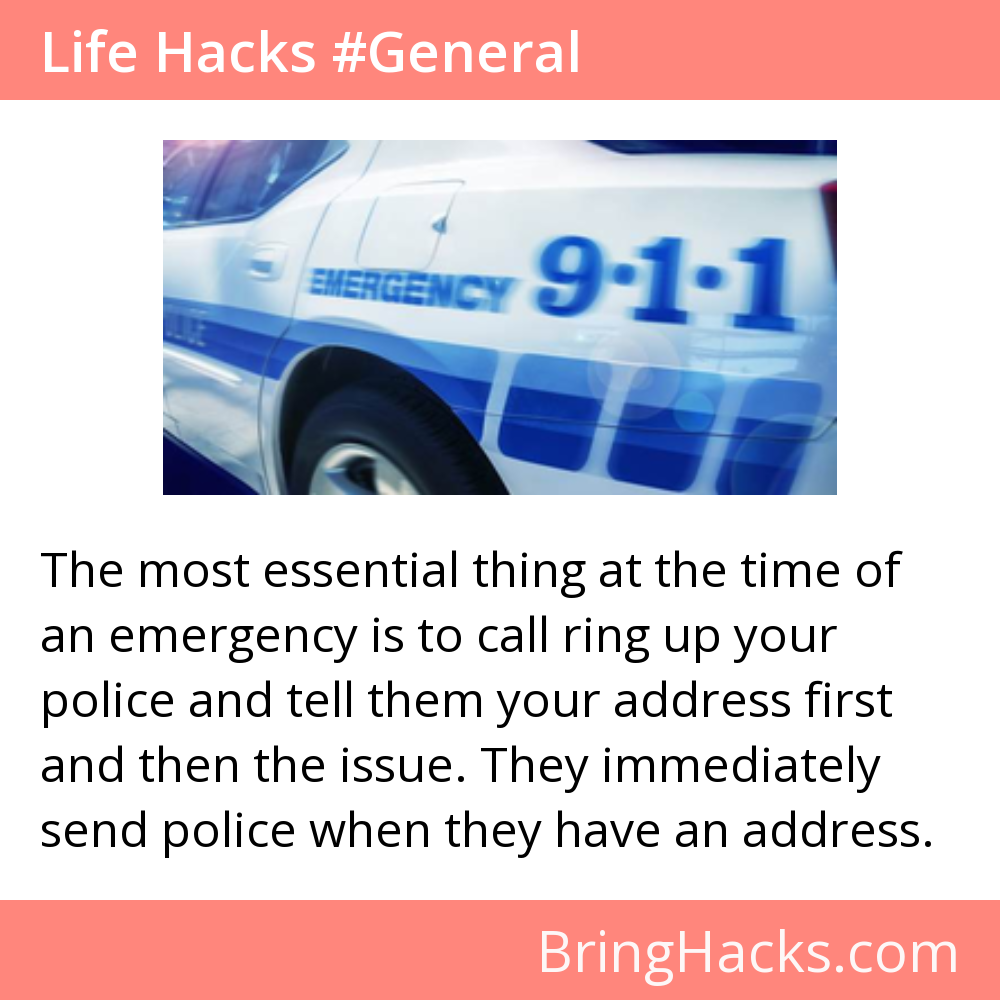 Life Hacks #General
EMERGENCY 9·1·1
The most essential thing at the time of
an emergency is to call ring up your
police and tell them your address first
and then the issue. They immediately
send police when they have an address.
BringHacks.com